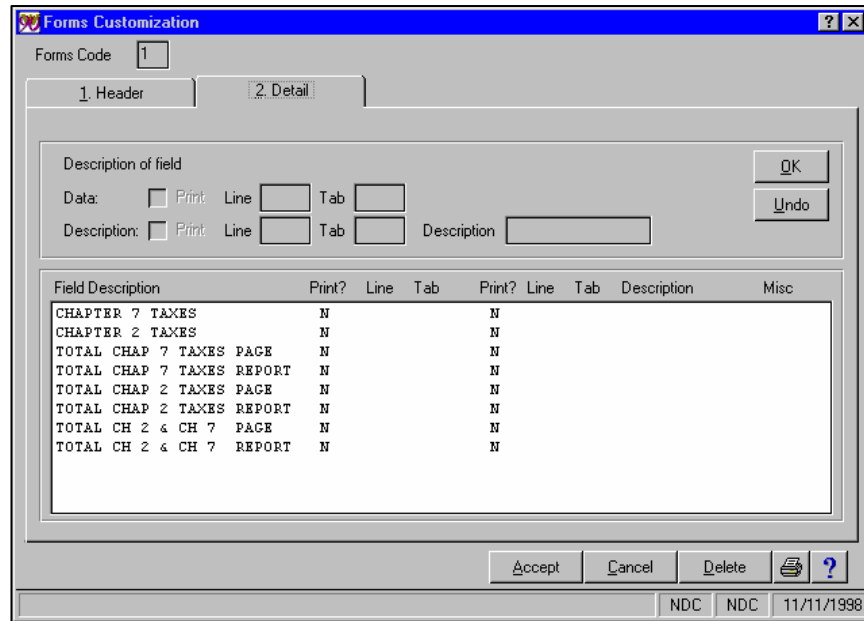 Forms Customization
Forms Code 1
1. Header 2. Detail
Description of field
OK
Data: Print Line Tab
Undo
Description: Print Line Tab Description
Field Description Print? Line Tab Print? Line Tab Description Misc
CHAPTER 7 TAXES N N
CHAPTER 2 TAXES N N
TOTAL CHAP 7 TAXES PAGE N N
TOTAL CHAP 7 TAXES REPORT N N
TOTAL CHAP 2 TAXES PAGE N N
TOTAL CHAP 2 TAXES REPORT N N
TOTAL CH 2 & CH 7 PAGE N N
TOTAL CH 2 & CH 7 REPORT N N
Accept Cancel Delete ?
NDC NDC 11/11/1998